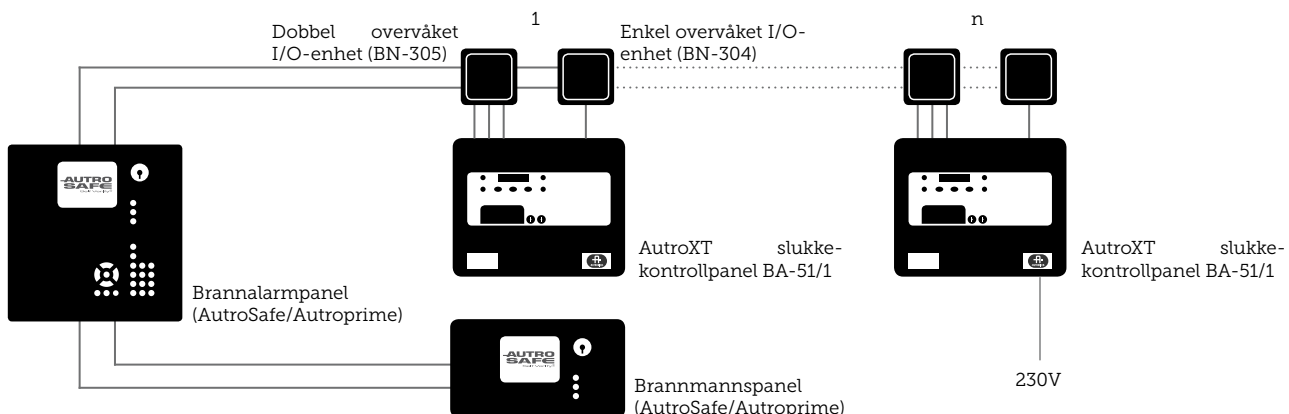 1
n
Dobbel overvåket
I/O-enhet (BN-305)
Enkel overvåket I/O-
enhet (BN-304)
AUTRO
SAFE
AutroXT slukke-
kontrollpanel BA-51/1
AutroXT slukke-
kontrollpanel BA-51/1
Brannalarmpanel
(AutroSafe/Autroprime)
AUTRO
SAFE
Brannmannspanel
(AutroSafe/Autroprime)
230V